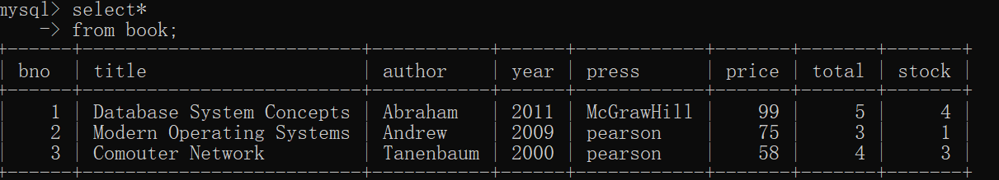 mysql> select*
    -> from book;
+------+---------------------------+-----------+------+------------+-------+-------+-------+
| bno  | title                     | author    | year | press      | price | total | stock |
+------+---------------------------+-----------+------+------------+-------+-------+-------+
|    1 | Database System Concepts  | Abraham   | 2011 | McGrawHill |    99 |     5 |     4 |
|    2 | Modern Operating Systems  | Andrew    | 2009 | pearson    |    75 |     3 |     1 |
|    3 | Comouter Network          | Tanenbaum | 2000 | pearson    |    58 |     4 |     3 |
+------+---------------------------+-----------+------+------------+-------+-------+-------+